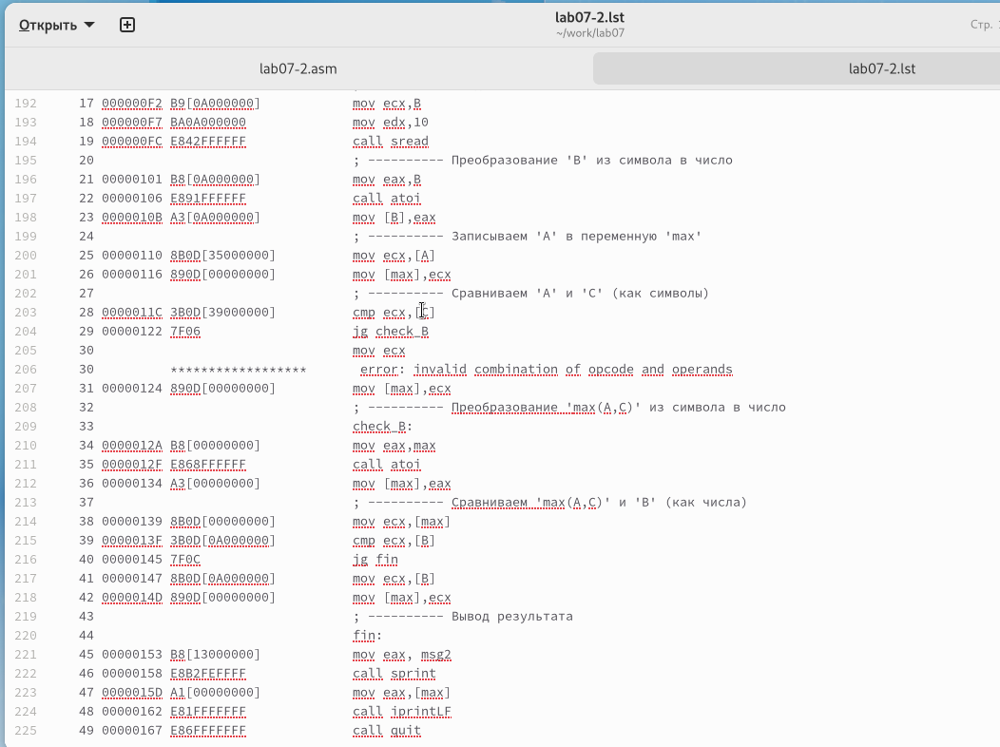 Открыть
lab07-2.lst
~/work/lab07
Стр.
lab07-2.asm
lab07-2.lst
192 17 000000F2 B9[0A000000] mov ecx,B
193 18 000000F7 BA0A000000 mov edx,10
194 19 000000FC E842FFFFFF call sread
195 20 ; ---------- Преобразование 'B' из символа в число
196 21 00000101 B8[0A000000] mov eax,B
197 22 00000106 E891FFFFFF call atoi
198 23 0000010B A3[0A000000] mov [B],eax
199 24 ; ---------- Записываем 'A' в переменную 'max'
200 25 00000110 8B0D[35000000] mov ecx,[A]
201 26 00000116 890D[00000000] mov [max],ecx
202 27 ; ---------- Сравниваем 'A' и 'C' (как символы)
203 28 0000011C 3B0D[39000000] cmp ecx,[C]
204 29 00000122 7F06 jg check_B
205 30 mov ecx
206 30 ****************** error: invalid combination of opcode and operands
207 31 00000124 890D[00000000] mov [max],ecx
208 32 ; ---------- Преобразование 'max(A,C)' из символа в число
209 33 check_B:
210 34 0000012A B8[00000000] mov eax,max
211 35 0000012F E868FFFFFF call atoi
212 36 00000134 A3[00000000] mov [max],eax
213 37 ; ---------- Сравниваем 'max(A,C)' и 'B' (как числа)
214 38 00000139 8B0D[00000000] mov ecx,[max]
215 39 0000013F 3B0D[0A000000] cmp ecx,[B]
216 40 00000145 7F0C jg fin
217 41 00000147 8B0D[0A000000] mov ecx,[B]
218 42 0000014D 890D[00000000] mov [max],ecx
219 43 ; ---------- Вывод результата
220 44 fin:
221 45 00000153 B8[13000000] mov eax, msg2
222 46 00000158 E8B2FEFFFF call sprint
223 47 0000015D A1[00000000] mov eax,[max]
224 48 00000162 E81FFFFFFF call iprintLF
225 49 00000167 E86FFFFFFF call quit